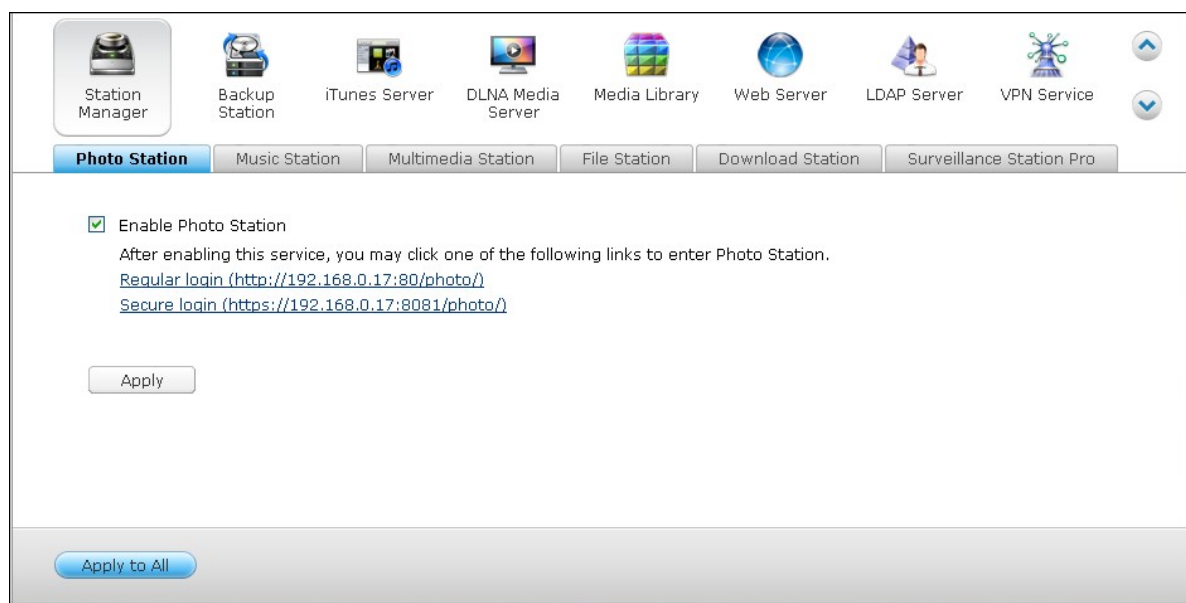 Station Manager
Backup Station
iTunes Server
DLNA Media Server
Media Library
Web Server
LDAP Server
VPN Service
Photo Station
Music Station
Multimedia Station
File Station
Download Station
Surveillance Station Pro
Enable Photo Station
After enabling this service, you may click one of the following links to enter Photo Station.
Regular login (http://192.168.0.17:80/photo/)
Secure login (https://192.168.0.17:8081/photo/)
Apply
Apply to All